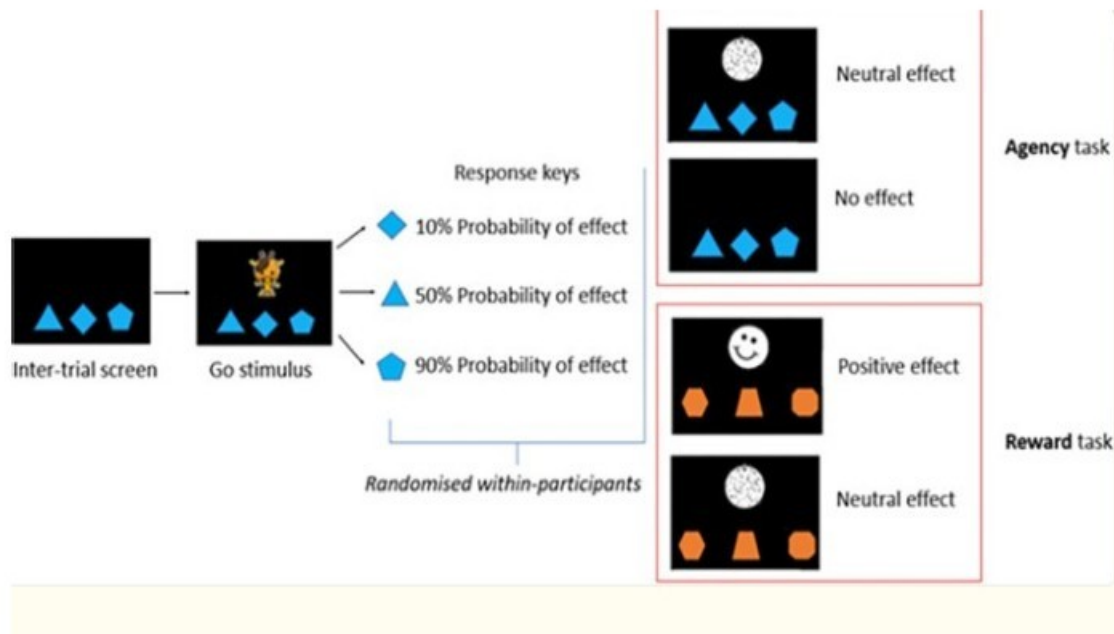 Neutral effect
Agency task
Response keys
No effect
10% Probability of effect
50% Probability of effect
90% Probability of effect
Inter-trial screen
Go stimulus
Positive effect
Reward task
Randomised within-participants
Neutral effect